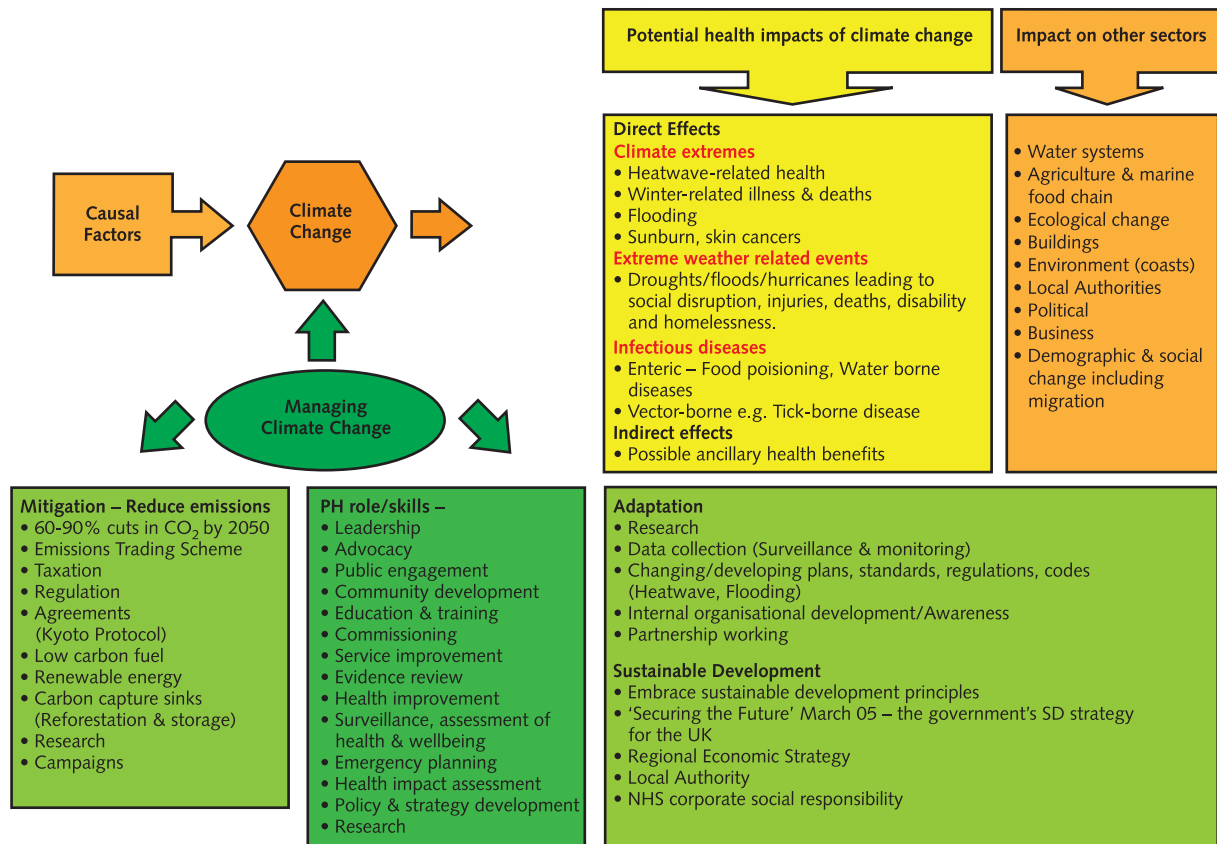 Potential health impacts of climate change
Impact on other sectors
Causal
Factors
Climate
Change
Direct Effects
Climate extremes
• Heatwave-related health
• Winter-related illness & deaths
• Flooding
• Sunburn, skin cancers
Extreme weather related events
• Droughts/floods/hurricanes leading to
social disruption, injuries, deaths, disability
and homelessness.
Infectious diseases
• Enteric – Food poisioning, Water borne
diseases
• Vector-borne e.g. Tick-borne disease
Indirect effects
• Possible ancillary health benefits
• Water systems
• Agriculture & marine
food chain
• Ecological change
• Buildings
• Environment (coasts)
• Local Authorities
• Political
• Business
• Demographic & social
change including
migration
Managing
Climate Change
Mitigation – Reduce emissions
• 60-90% cuts in CO2 by 2050
• Emissions Trading Scheme
• Taxation
• Regulation
• Agreements
(Kyoto Protocol)
• Low carbon fuel
• Renewable energy
• Carbon capture sinks
(Reforestation & storage)
• Research
• Campaigns
PH role/skills –
• Leadership
• Advocacy
• Public engagement
• Community development
• Education & training
• Commissioning
• Service improvement
• Evidence review
• Health improvement
• Surveillance, assessment of
health & wellbeing
• Emergency planning
• Health impact assessment
• Policy & strategy development
• Research
Adaptation
• Research
• Data collection (Surveillance & monitoring)
• Changing/developing plans, standards, regulations, codes
(Heatwave, Flooding)
• Internal organisational development/Awareness
• Partnership working
Sustainable Development
• Embrace sustainable development principles
• ‘Securing the Future’ March 05 – the government’s SD strategy
for the UK
• Regional Economic Strategy
• Local Authority
• NHS corporate social responsibility